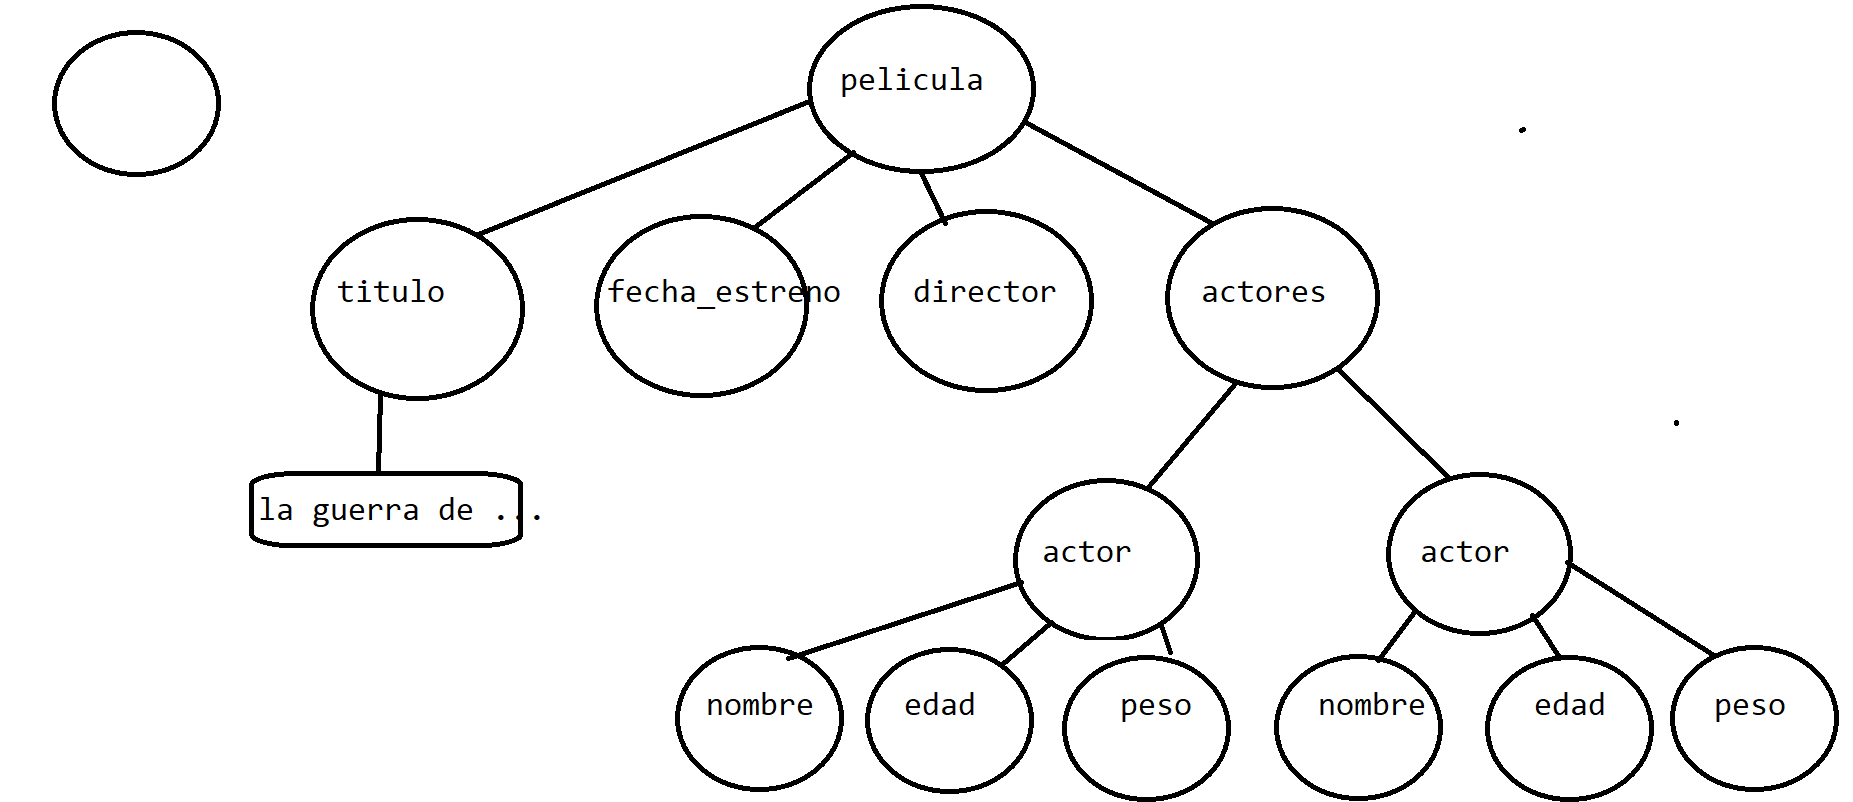 pelicula
titulo
fecha_estreno
director
actores
la guerra de ...
actor
actor
nombre
edad
peso
nombre
edad
peso